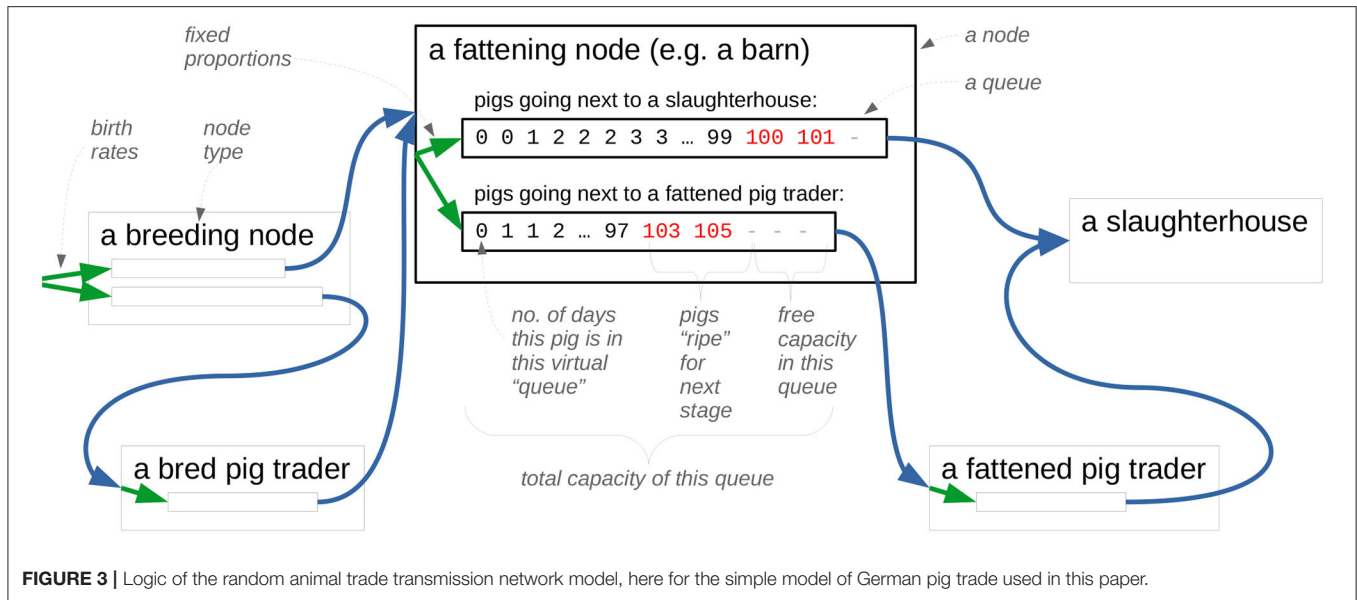 fixed
proportions
a fattening node (e.g. a barn)
a node
a queue
pigs going next to a slaughterhouse:
0 0 1 2 2 2 3 3 … 99 100 101 -
birth
rates
node
type
pigs going next to a fattened pig trader:
0 1 1 2 … 97 103 105 - - -
a breeding node
a slaughterhouse
no. of days
this pig is in
this virtual
“queue”
pigs
“ripe”
for
next
stage
free
capacity
in this
queue
total capacity of this queue
a bred pig trader
a fattened pig trader
FIGURE 3 | Logic of the random animal trade transmission network model, here for the simple model of German pig trade used in this paper.